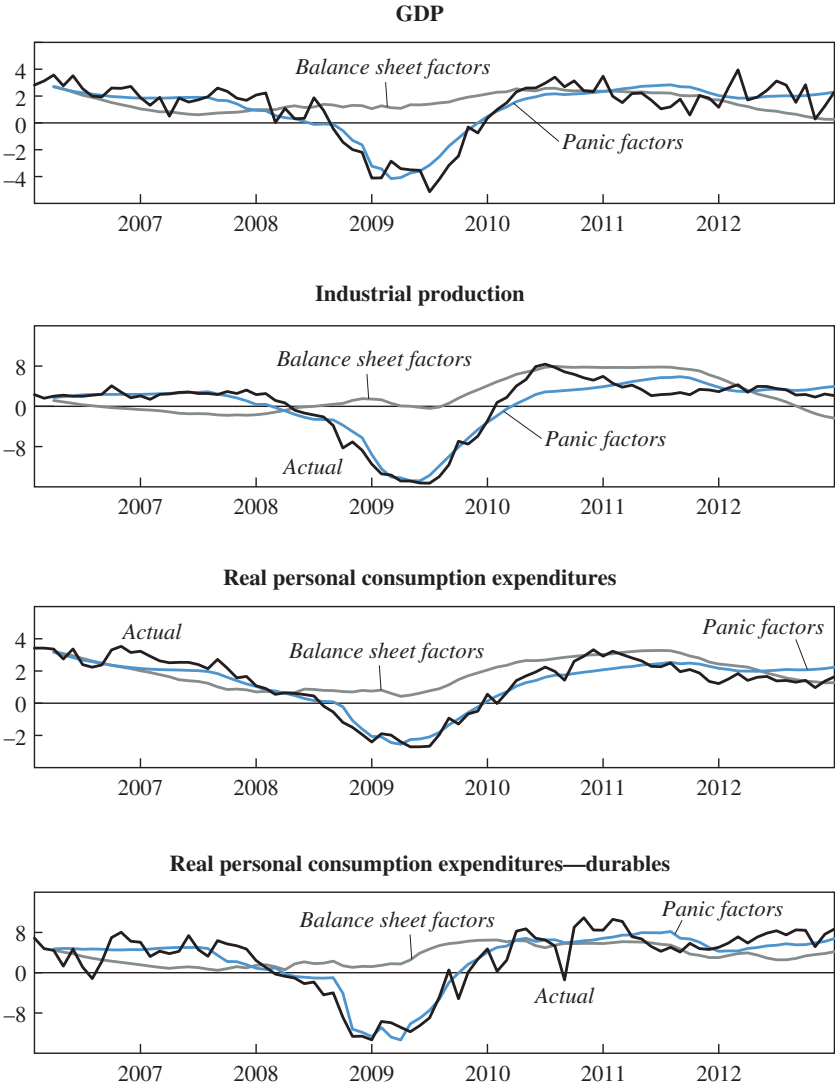 GDP
Balance sheet factors
Panic factors
4
2
0
–2
–4
2007 2008 2009 2010 2011 2012
Industrial production
Balance sheet factors
Panic factors
Actual
8
0
–8
2007 2008 2009 2010 2011 2012
Real personal consumption expenditures
Actual
Balance sheet factors
Panic factors
4
2
0
–2
2007 2008 2009 2010 2011 2012
Real personal consumption expenditures—durables
Balance sheet factors
Panic factors
Actual
8
0
–8
2007 2008 2009 2010 2011 2012